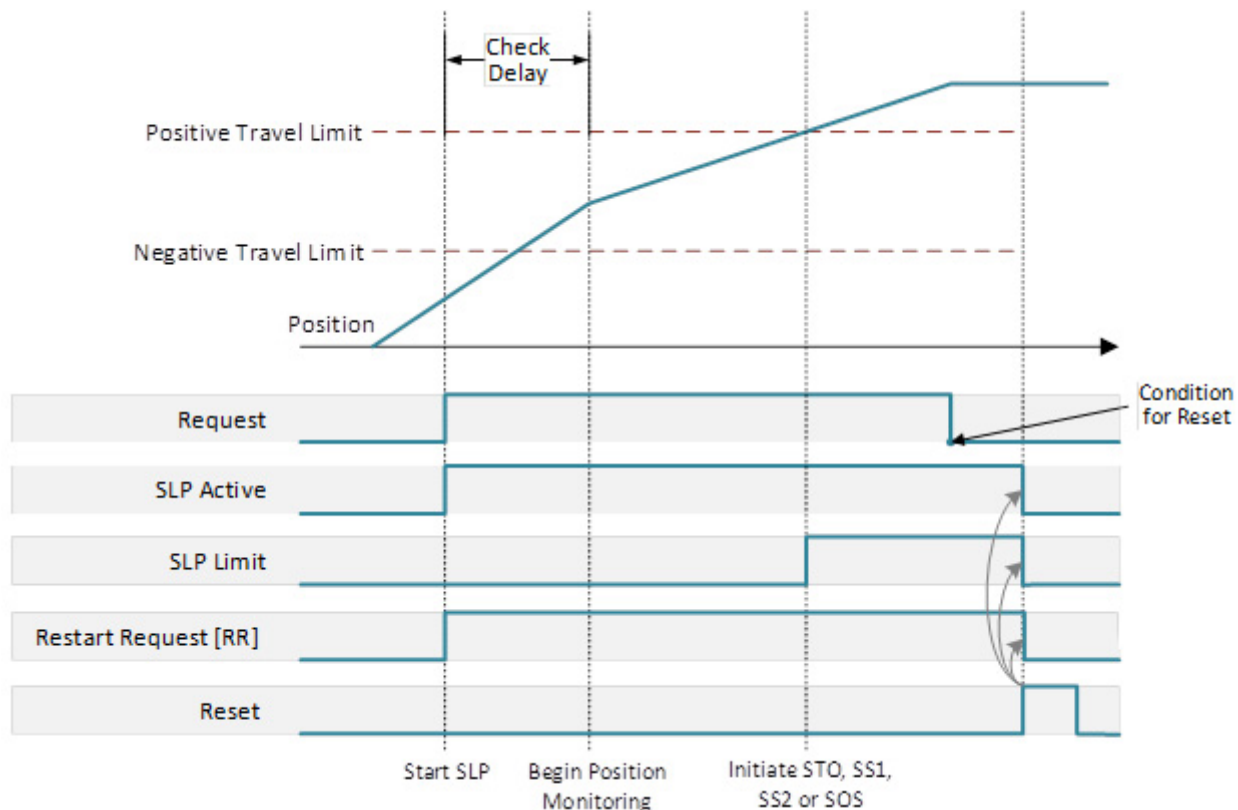 Check
Delay
Positive Travel Limit
Negative Travel Limit
Position
Condition
for Reset
Request
SLP Active
SLP Limit
Restart Request [RR]
Reset
Start SLP
Begin Position
Monitoring
Initiate STO, SS1,
SS2 or SOS